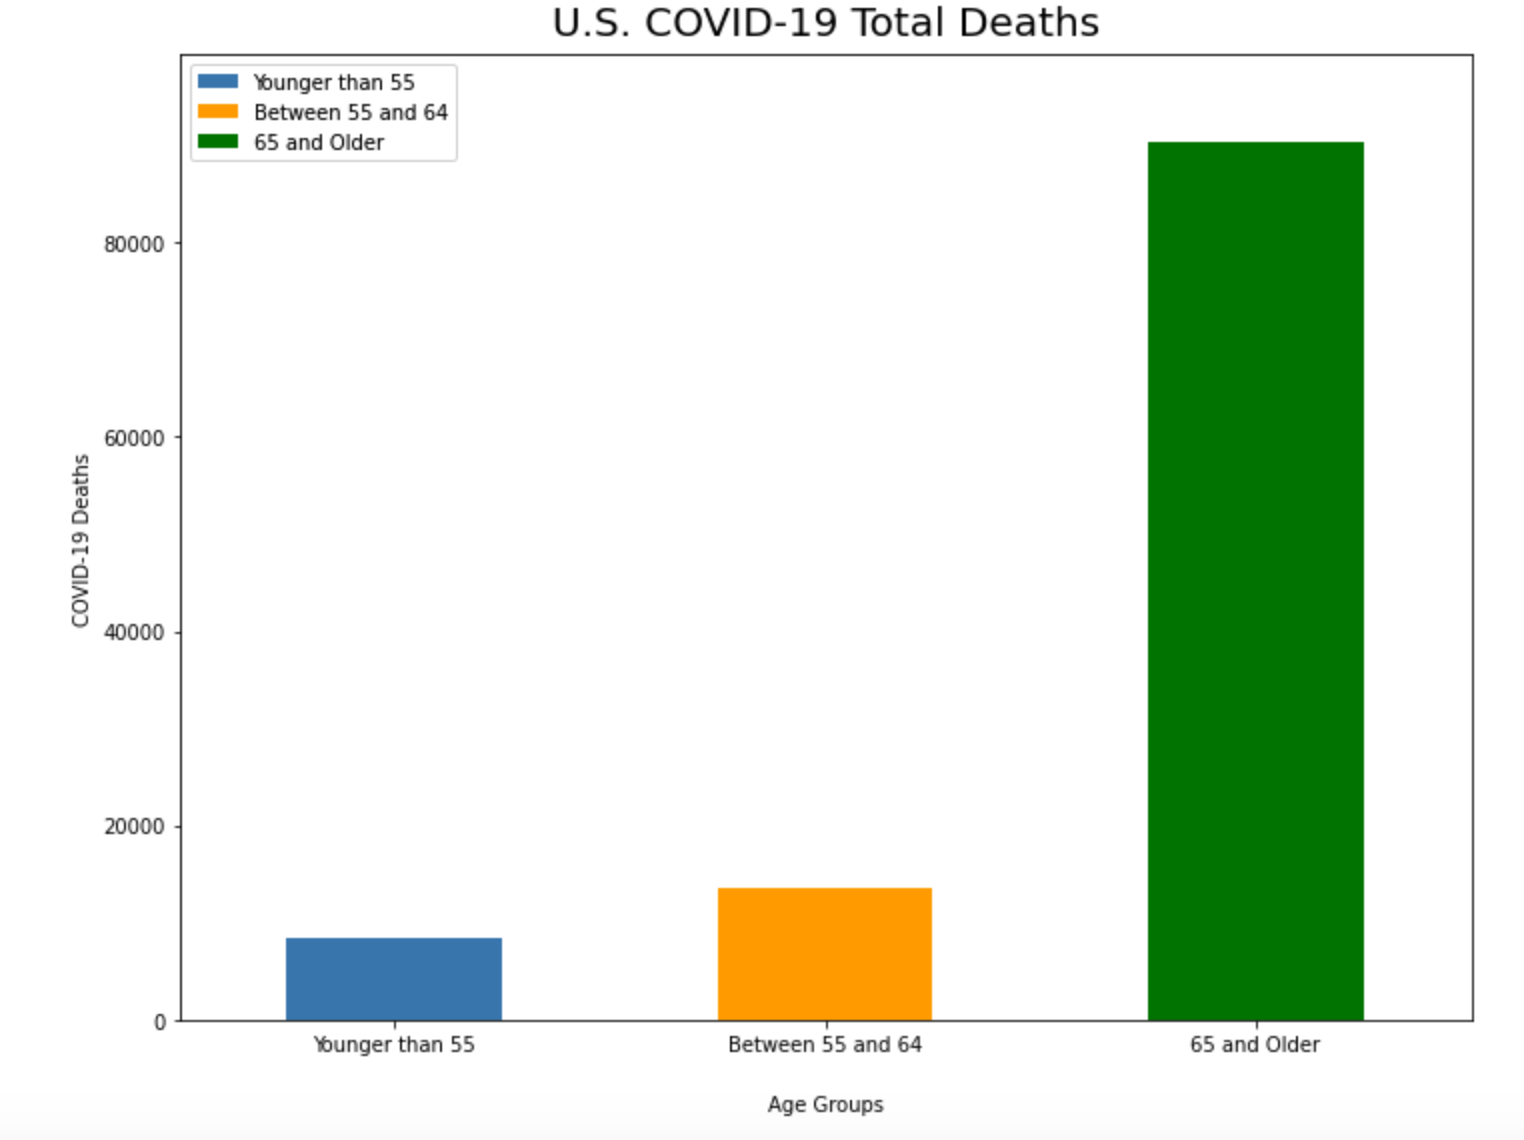 U.S. COVID-19 Total Deaths
Younger than 55
Between 55 and 64
65 and Older
80000
60000
40000
20000
0
COVID-19 Deaths
Younger than 55
Between 55 and 64
65 and Older
Age Groups